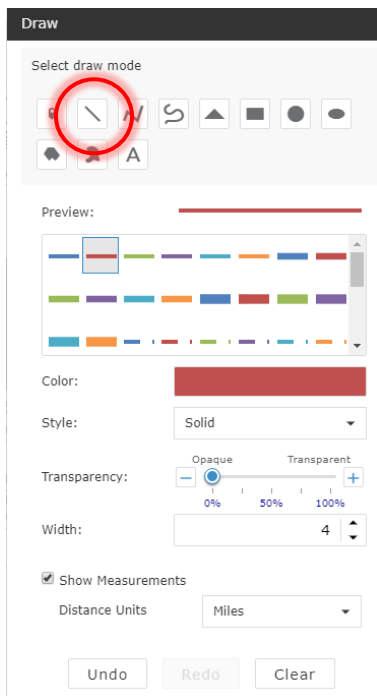 Draw
Select draw mode
A
Preview:
Color:
Style: Solid
Opaque Transparent
Transparency:
0% 50% 100%
Width: 4
Show Measurements
Distance Units Miles
Undo Redo Clear